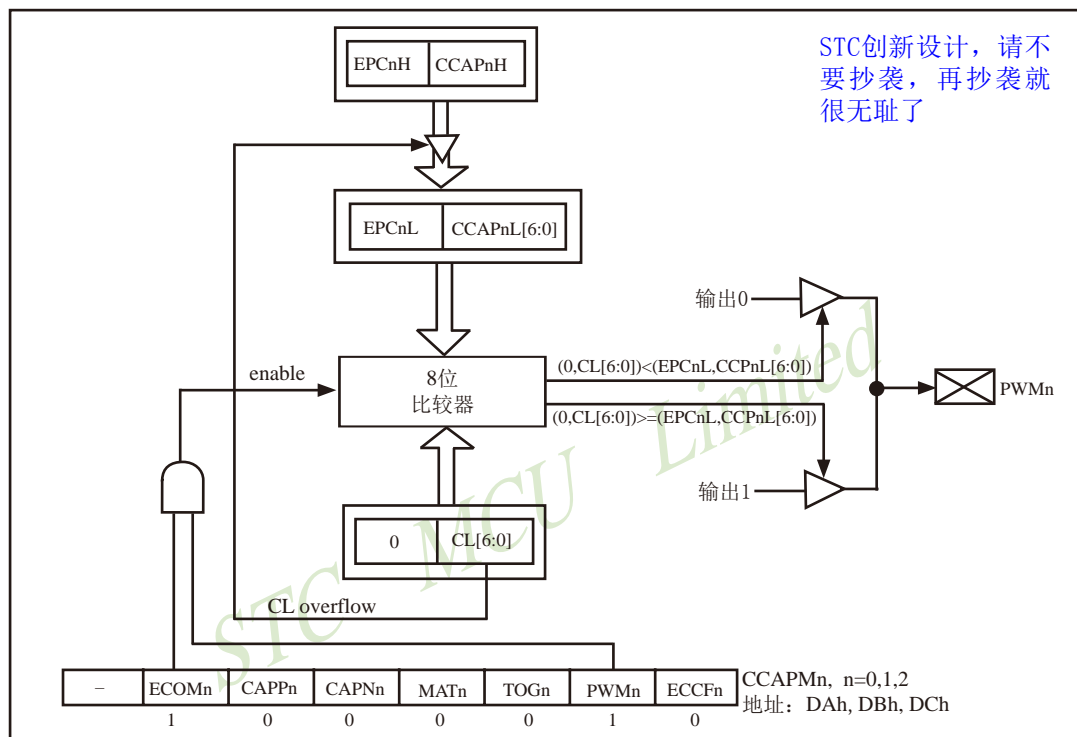 STC创新设计，请不
要抄袭，再抄袭就
很无耻了
EPCnH CCAPnH
EPCnL CCAPnL[6:0]
输出0
enable
8位
比较器
(0,CL[6:0])<(EPCnL,CCPnL[6:0])
(0,CL[6:0])>=(EPCnL,CCPnL[6:0])
PWMn
输出1
0 CL[6:0]
CL overflow
STC MCU Limited
– ECOMn CAPPn CAPNn MATn TOGn PWMn ECCFn
CCAPMn, n=0,1,2
地址：DAh, DBh, DCh
1 0 0 0 0 1 0